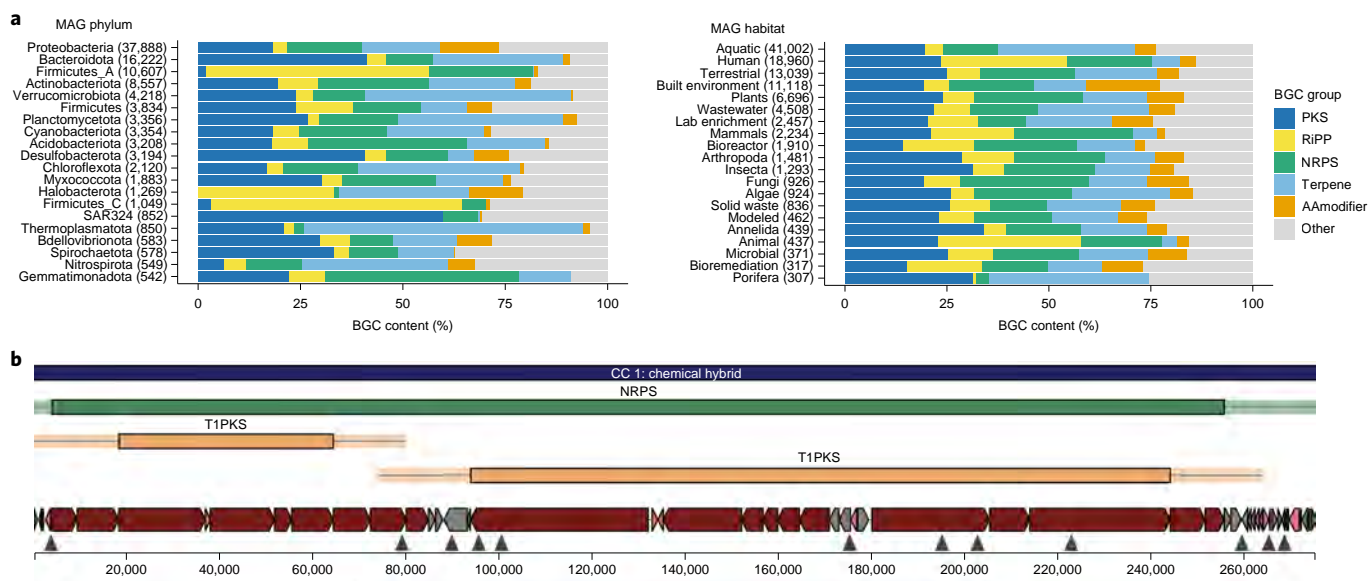 a
MAG phylum
Proteobacteria (37,888)
Bacteroidota (16,222)
Firmicutes_A (10,607)
Actinobacteria (8,557)
Verrucomicrobiota (4,218)
Firmicutes (3,834)
Planctomycetota (3,356)
Cyanobacteriota (3,354)
Acidobacteriota (3,208)
Desulfobacterota (3,194)
Chloroflexota (2,120)
Myxococcota (1,883)
Halobacterota (1,269)
Firmicutes_C (1,049)
SAR324 (852)
Thermoplasmatota (850)
Bdellovibrionota (583)
Spirochaetota (578)
Nitrospirota (549)
Gemmatimonadota (542)
0 25 50 75 100
BGC content (%)
MAG habitat
Aquatic (41,002)
Human (18,960)
Terrestrial (13,039)
Built environment (11,118)
Plants (6,696)
Wastewater (4,508)
Lab enrichment (2,457)
Mammals (2,234)
Bioreactor (1,910)
Arthropoda (1,481)
Insecta (1,293)
Fungi (926)
Algae (924)
Solid waste (836)
Modeled (462)
Annelida (439)
Animal (437)
Microbial (371)
Bioremediation (317)
Porifera (307)
0 25 50 75 100
BGC content (%)
BGC group
PKS
RiPP
NRPS
Terpene
AAmodifier
Other
b
CC 1: chemical hybrid
NRPS
T1PKS
T1PKS
20,000 40,000 60,000 80,000 100,000 120,000 140,000 160,000 180,000 200,000 220,000 240,000 260,000